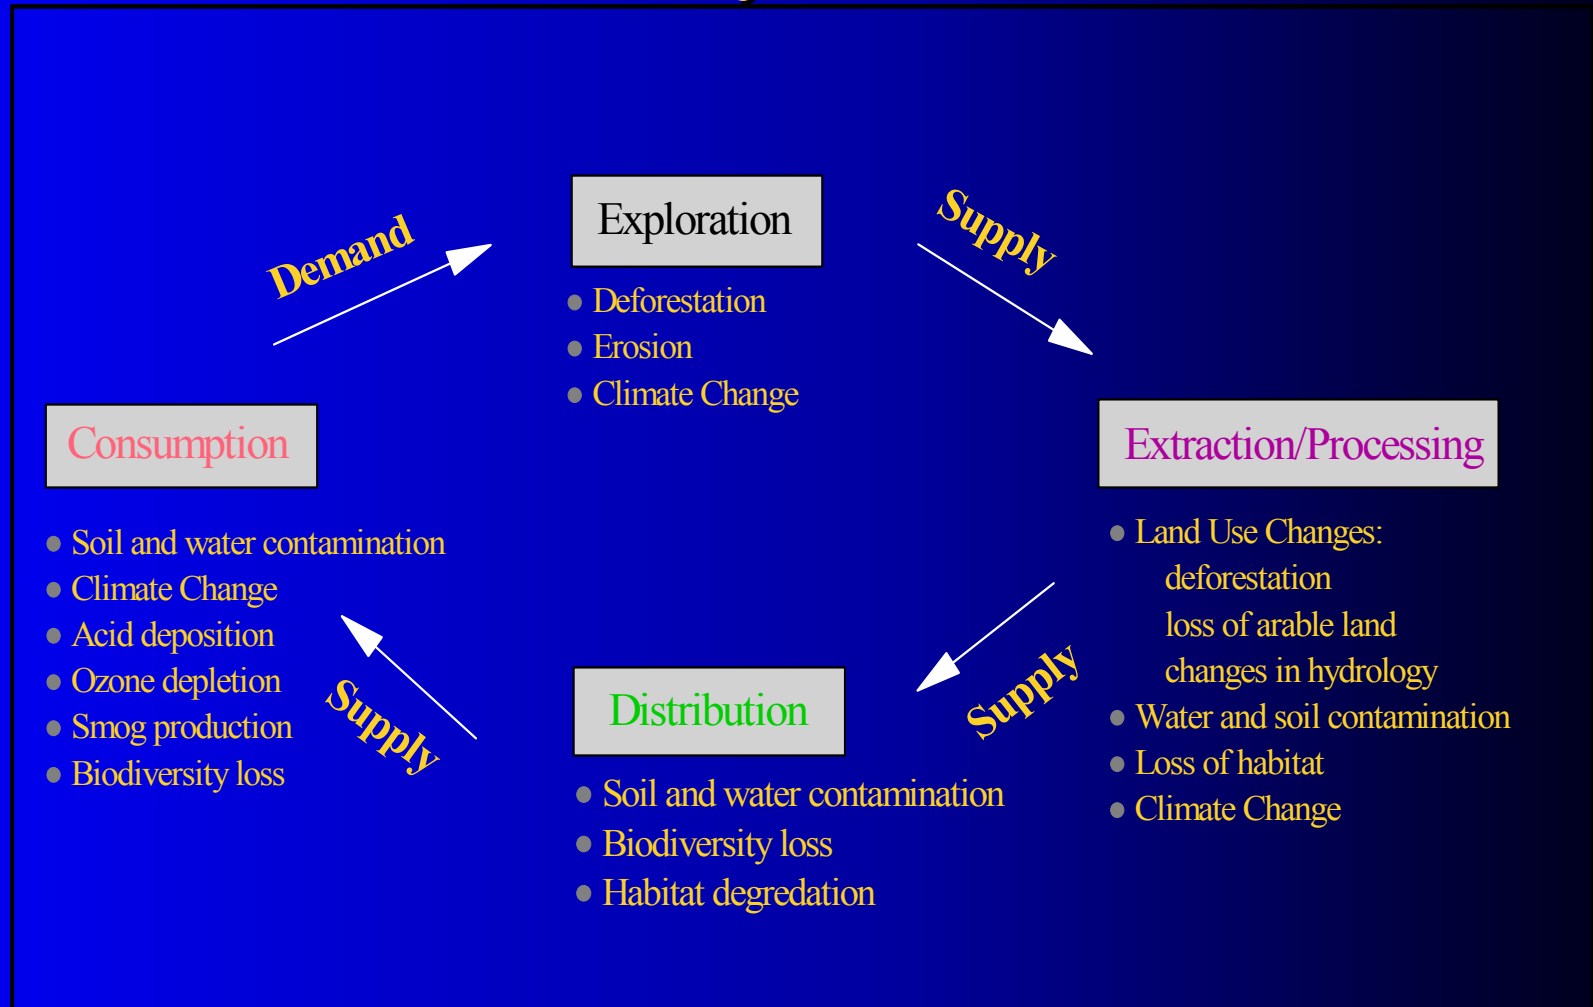 Demand
Exploration
Supply
● Deforestation
● Erosion
● Climate Change
Consumption
● Soil and water contamination
● Climate Change
● Acid deposition
● Ozone depletion
● Smog production
● Biodiversity loss
Extraction/Processing
● Land Use Changes:
deforestation
loss of arable land
changes in hydrology
● Water and soil contamination
● Loss of habitat
● Climate Change
Supply
Distribution
● Soil and water contamination
● Biodiversity loss
● Habitat degredation
Supply